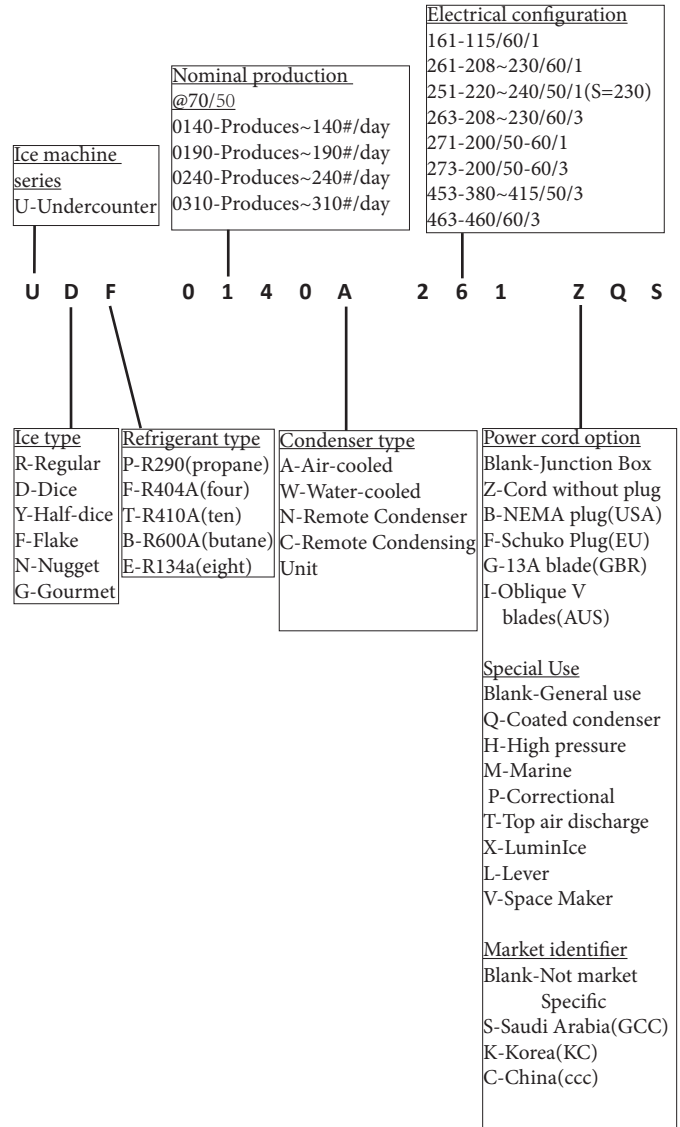 Electrical configuration
161-115/60/1
261-208~230/60/1
251-220~240/50/1(S=230)
263-208~230/60/3
271-200/50-60/1
273-200/50-60/3
453-380~415/50/3
463-460/60/3
Nominal production
@70/50
0140-Produces~140#/day
0190-Produces~190#/day
0240-Produces~240#/day
0310-Produces~310#/day
Ice machine
series
U-Undercounter
U D F 0 1 4 0 A 2 6 1 Z Q S
Ice type
R-Regular
D-Dice
Y-Half-dice
F-Flake
N-Nugget
G-Gourmet
Refrigerant type
P-R290(propane)
F-R404A(four)
T-R410A(ten)
B-R600A(butane)
E-R134a(eight)
Condenser type
A-Air-cooled
W-Water-cooled
N-Remote Condenser
C-Remote Condensing
Unit
Power cord option
Blank-Junction Box
Z-Cord without plug
B-NEMA plug(USA)
F-Schuko Plug(EU)
G-13A blade(GBR)
I-Oblique V
blades(AUS)
Special Use
Blank-General use
Q-Coated condenser
H-High pressure
M-Marine
P-Correctional
T-Top air discharge
X-LuminIce
L-Lever
V-Space Maker
Market identifier
Blank-Not market
Specific
S-Saudi Arabia(GCC)
K-Korea(KC)
C-China(ccc)